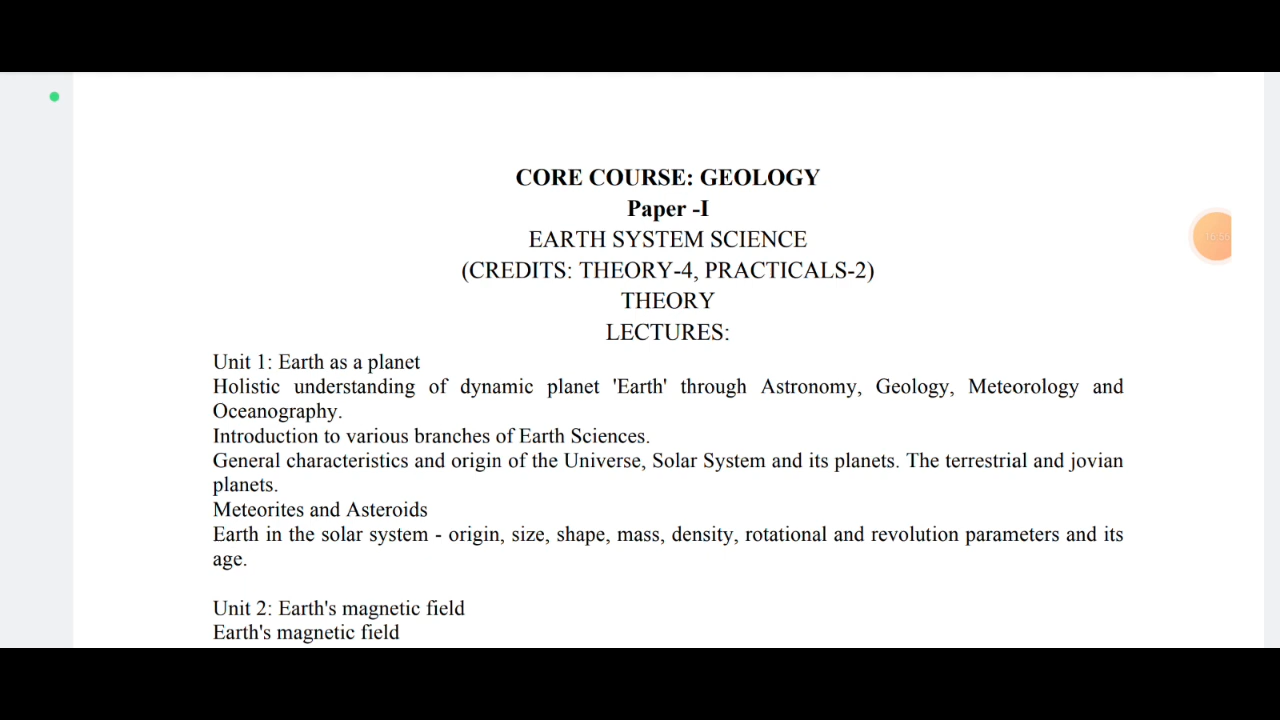 CORE COURSE: GEOLOGY
Paper -I
EARTH SYSTEM SCIENCE
(CREDITS: THEORY-4, PRACTICALS-2)
THEORY
LECTURES:
16:55
Unit 1: Earth as a planet
Holistic understanding of dynamic planet 'Earth' through Astronomy, Geology, Meteorology and
Oceanography.
Introduction to various branches of Earth Sciences.
General characteristics and origin of the Universe, Solar System and its planets. The terrestrial and jovian
planets.
Meteorites and Asteroids
Earth in the solar system - origin, size, shape, mass, density, rotational and revolution parameters and its
age.
Unit 2: Earth's magnetic field
Earth's magnetic field